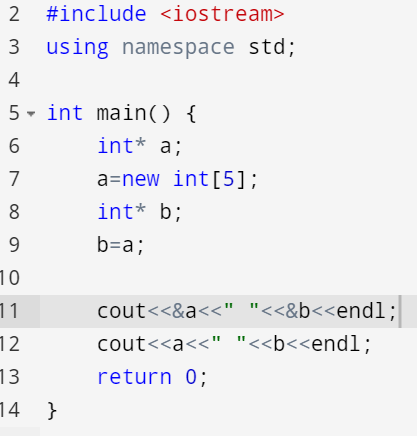 2 #include <iostream>
3 using namespace std;
4
5 int main() {
6 int* a;
7 a=new int[5];
8 int* b;
9 b=a;
10
11 cout<<&a<<" "<<&b<<endl;
12 cout<<a<<" "<<b<<endl;
13 return 0;
14 }